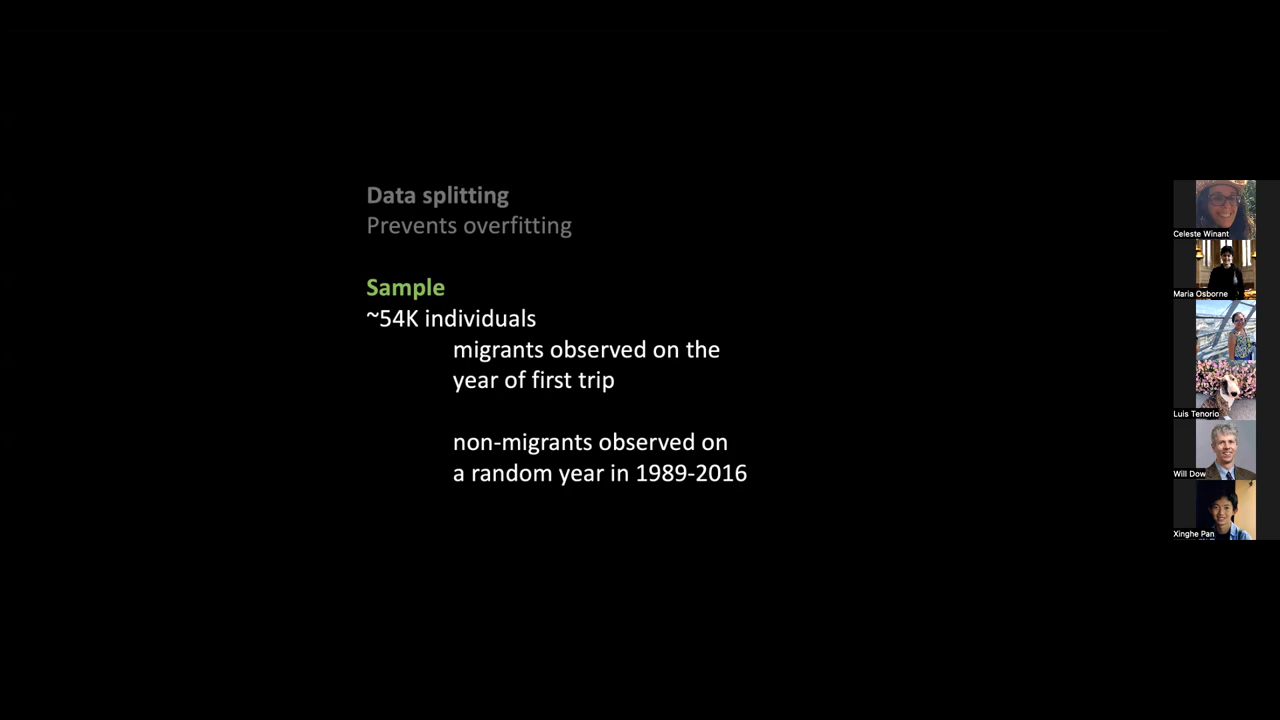 Data splitting
Prevents overfitting
Sample
~54K individuals
migrants observed on the
year of first trip
non-migrants observed on
a random year in 1989-2016
Celeste Winant
Maria Osborne
Luis Tenorio
Will Dow
Xinghe Pan